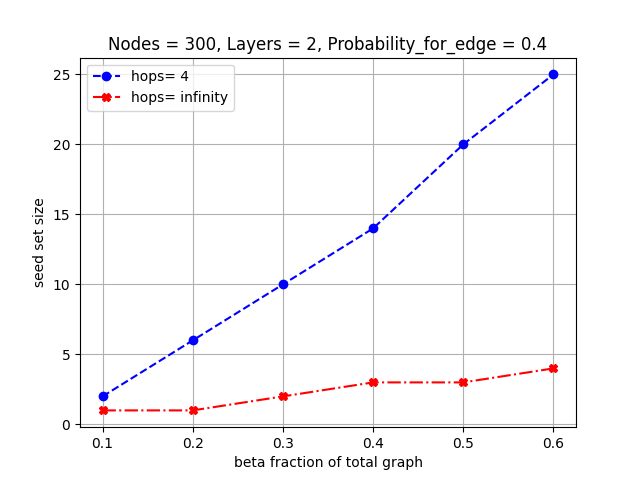 Nodes = 300, Layers = 2, Probability_for_edge = 0.4
hops= 4
hops= infinity
25
20
15
10
5
0
seed set size
0.1 0.2 0.3 0.4 0.5 0.6
beta fraction of total graph